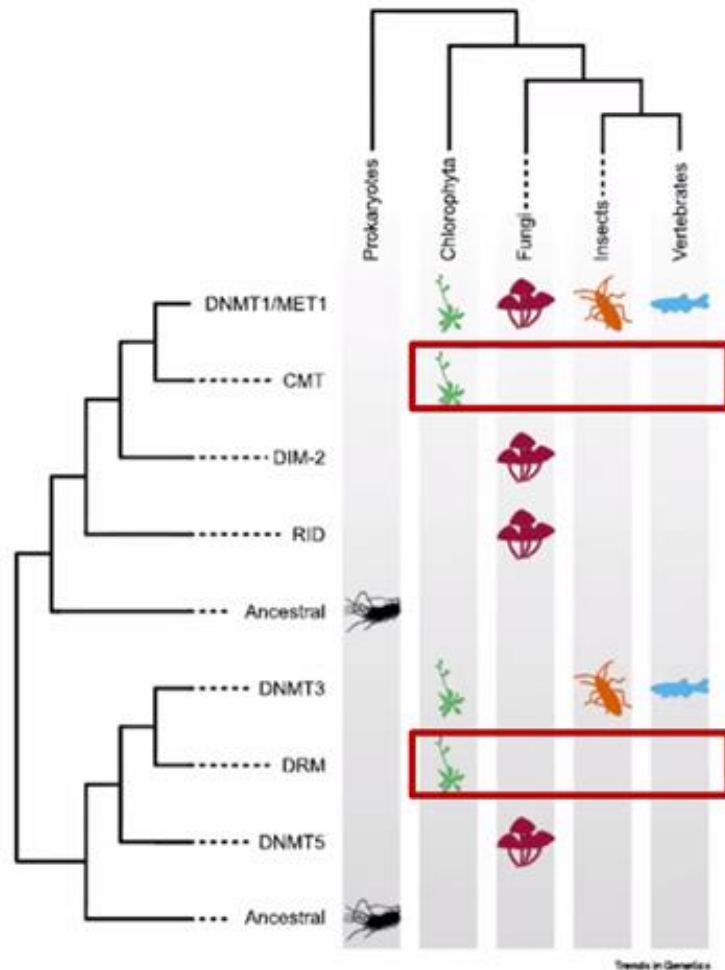 Prokaryotes
Chlorophyta
Fungi
Insects
Vertebrates
DNMT1/MET1
CMT
DIM-2
RID
Ancestral
DNMT3
DRM
DNMT5
Ancestral
Trends in Genetics